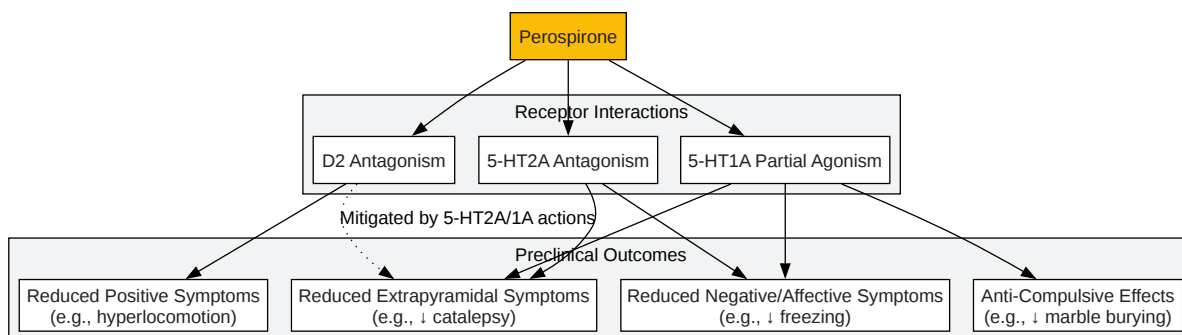 Perospirone
Receptor Interactions
D2 Antagonism
5-HT2A Antagonism
5-HT1A Partial Agonism
Mitigated by 5-HT2A/1A actions
Preclinical Outcomes
Reduced Positive Symptoms
(e.g., hyperlocomotion)
Reduced Extrapyramidal Symptoms
(e.g., ↓ catalepsy)
Reduced Negative/Affective Symptoms
(e.g., ↓ freezing)
Anti-Compulsive Effects
(e.g., ↓ marble burying)